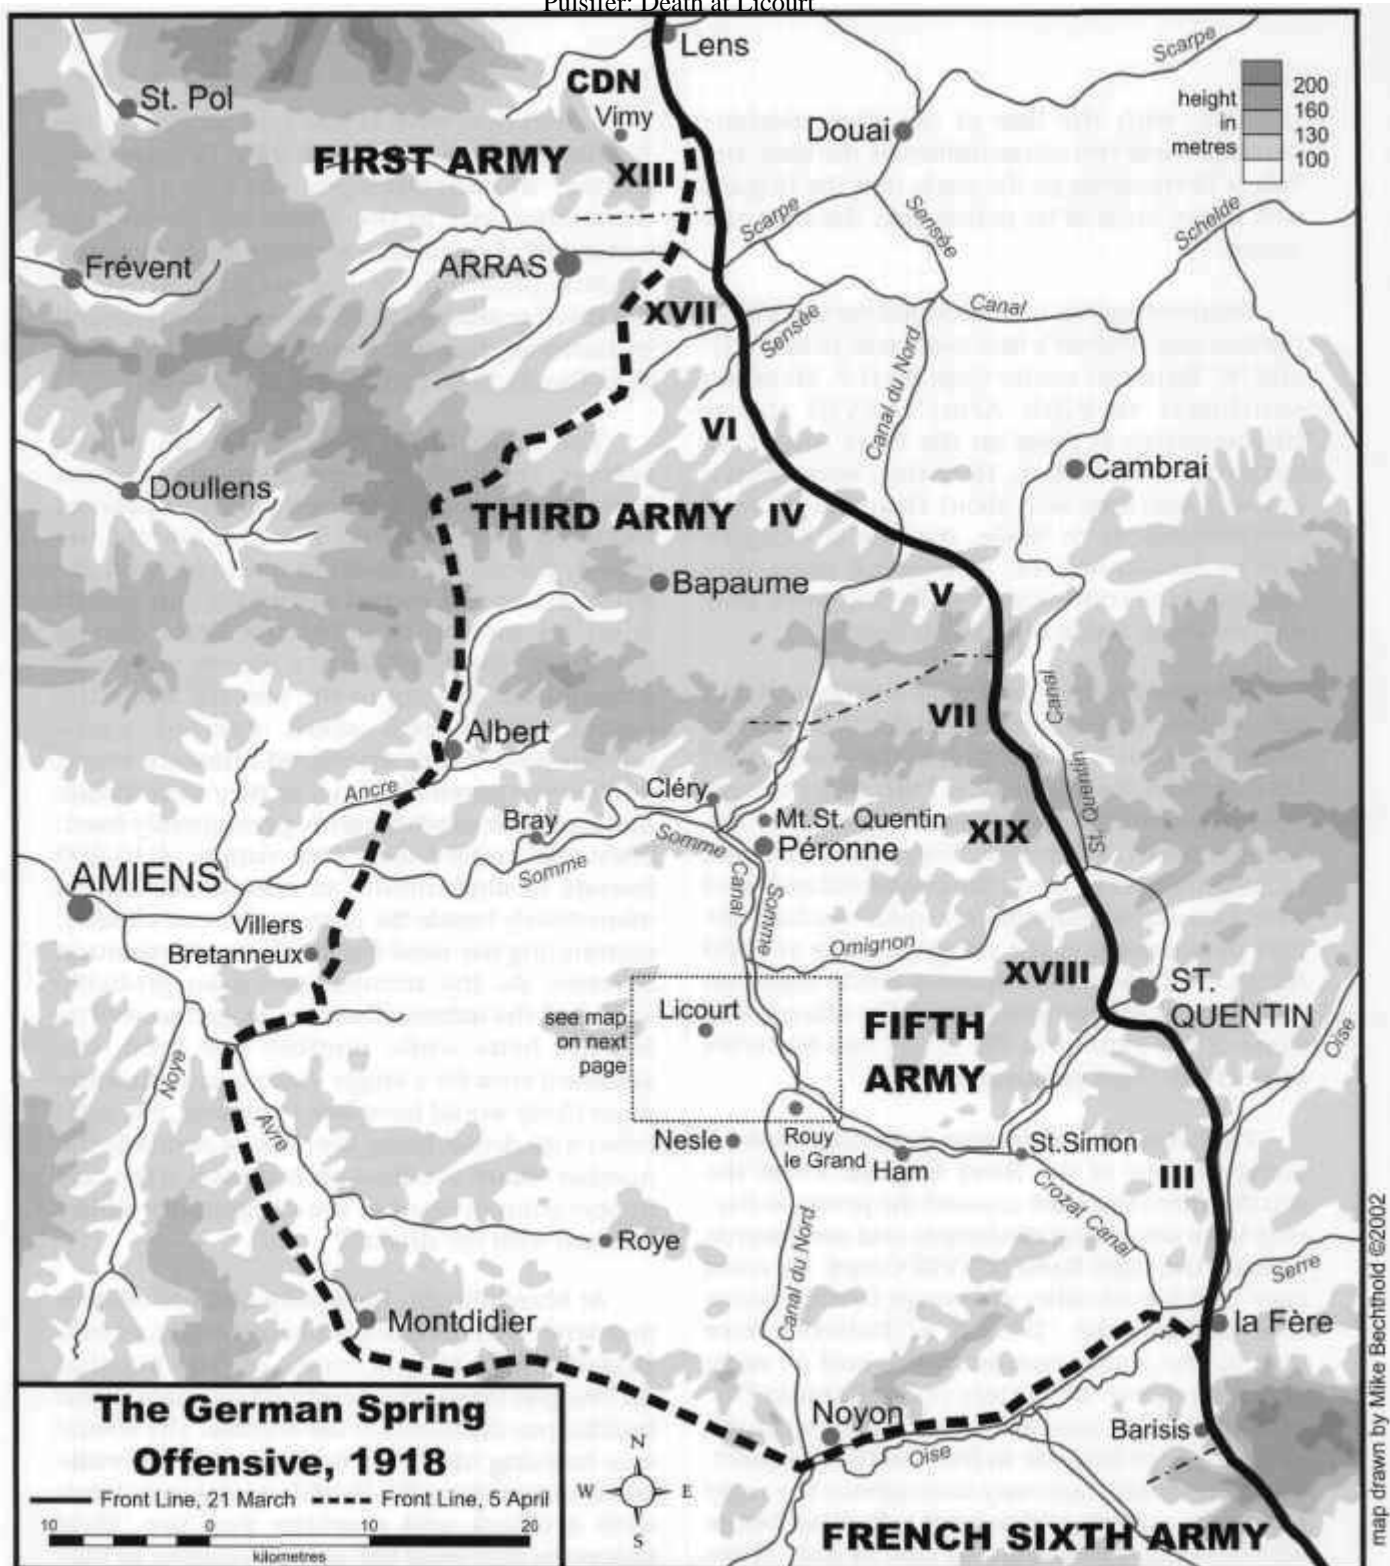 Pulsifer: Death at Licourt
Lens
Scarpe
CDN
St. Pol
Vimy
Douai
height
in
metres
200
160
130
100
FIRST ARMY
XIII
Scarpe
Sensée
Schelde
Frévent
ARRAS
XVII
Sensée
Canal
Canal du Nord
VI
Cambrai
Doullens
THIRD ARMY
IV
Bapaume
V
Canal
VII
Albert
St. Quentin
Ancre
Cléry
Bray
Mt.St. Quentin
XIX
Somme
Péronne
Somme
AMIENS
Canal
Somme
Villers
Bretanneux
Omignon
XVIII
ST.
QUENTIN
Licourt
see map
on next
page
FIFTH
ARMY
Oise
Noye
Avre
Nesle
Rouy
le Grand
Ham
St.Simon
III
Crozat Canal
Roye
Canal du Nord
Serre
Montdidier
la Fère
The German Spring
Offensive, 1918
Front Line, 21 March
Front Line, 5 April
10 0 10 20
kilometres
N
W E
S
Noyon
Oise
Barisis
FRENCH SIXTH ARMY
map drawn by Mike Bechthold ©2002